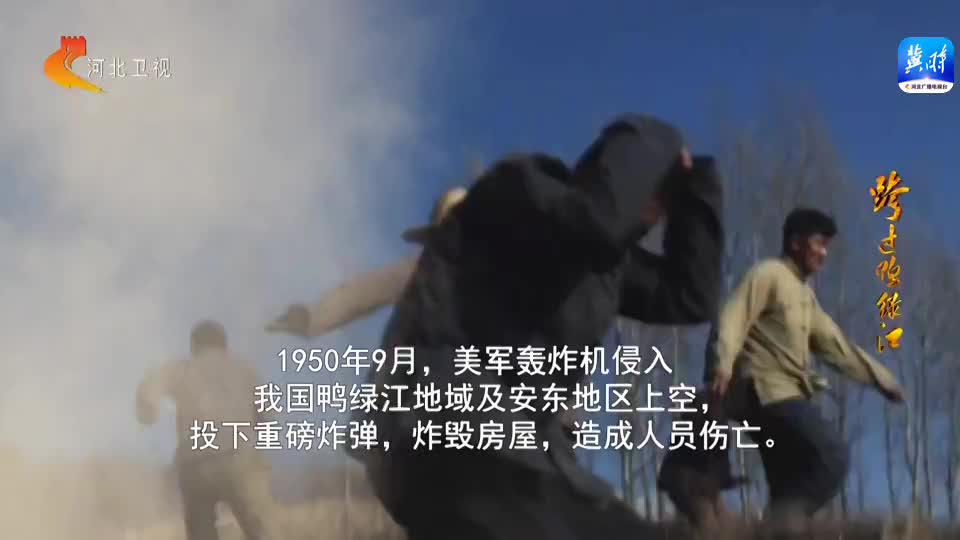 河北卫视
冀时
河北广播电视台
跨过鸭绿江
1950年9月，美军轰炸机侵入
我国鸭绿江地域及安东地区上空，
投下重磅炸弹，炸毁房屋，造成人员伤亡。